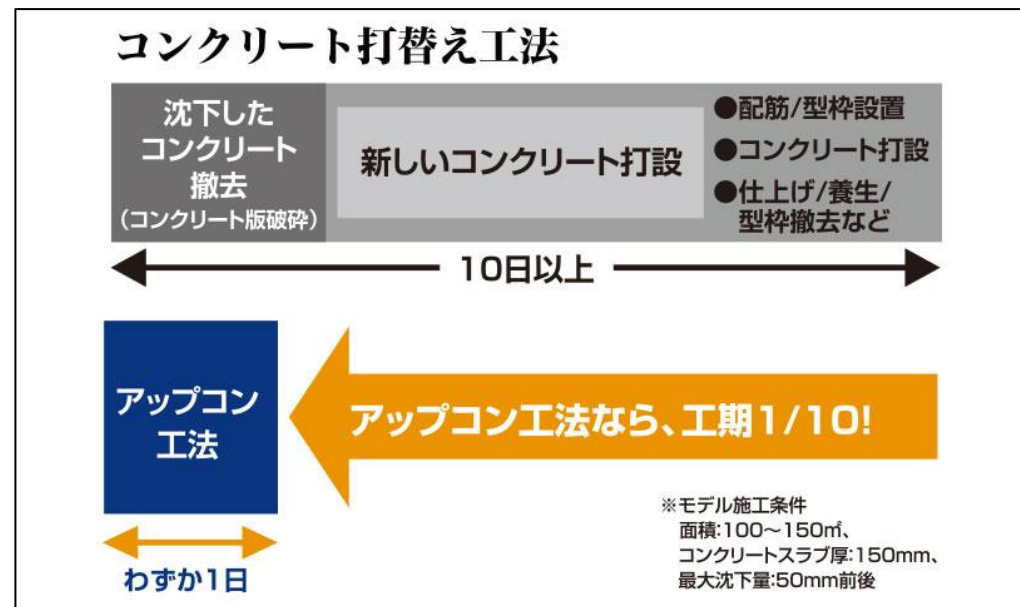 コンクリート打替え工法
沈下した
コンクリート
撤去
（コンクリート版破砕）
新しいコンクリート打設
●配筋/型枠設置
●コンクリート打設
●仕上げ/養生/
型枠撤去など
10日以上
アップコン
工法
アップコン工法なら、工期1/10!
わずか1日
※モデル施工条件
面積:100〜150㎡、
コンクリートスラブ厚:150mm、
最大沈下量:50mm前後